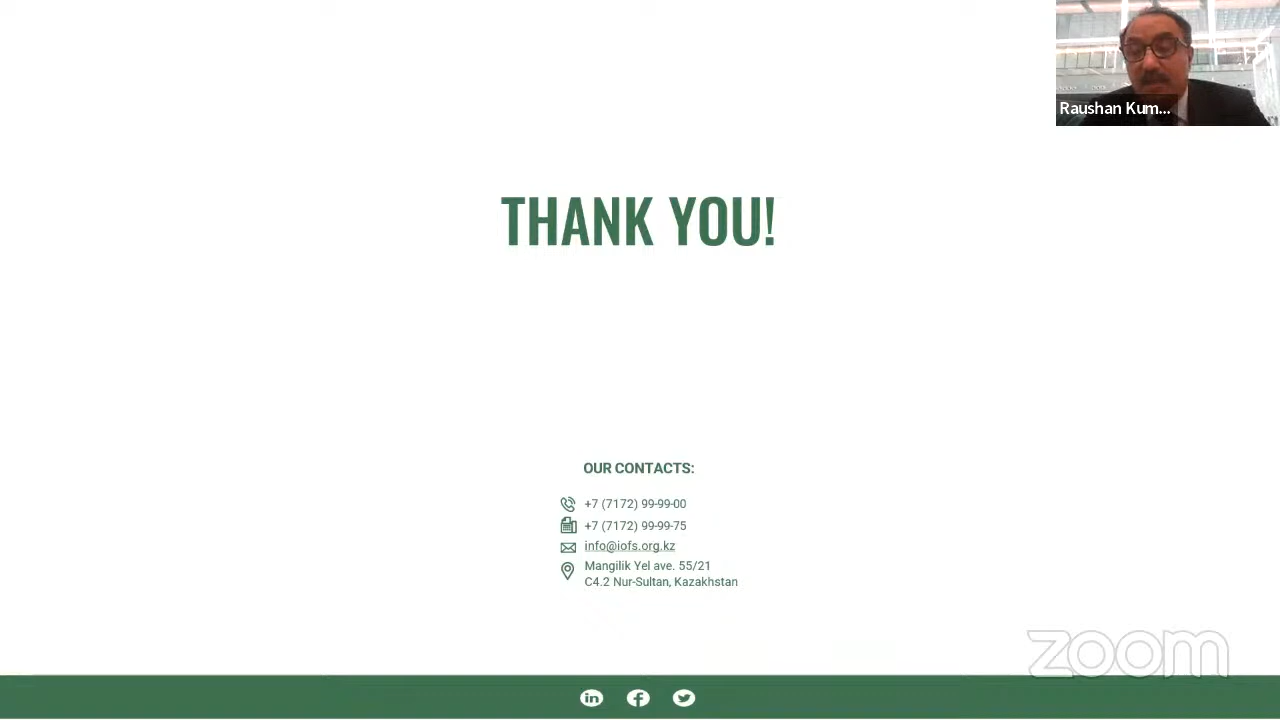 Raushan Kum...
THANK YOU!
OUR CONTACTS:
+7 (7172) 99-99-00
+7 (7172) 99-99-75
info@iofs.org.kz
Mangilik Yel ave. 55/21
C4.2 Nur-Sultan, Kazakhstan
zoom
in f